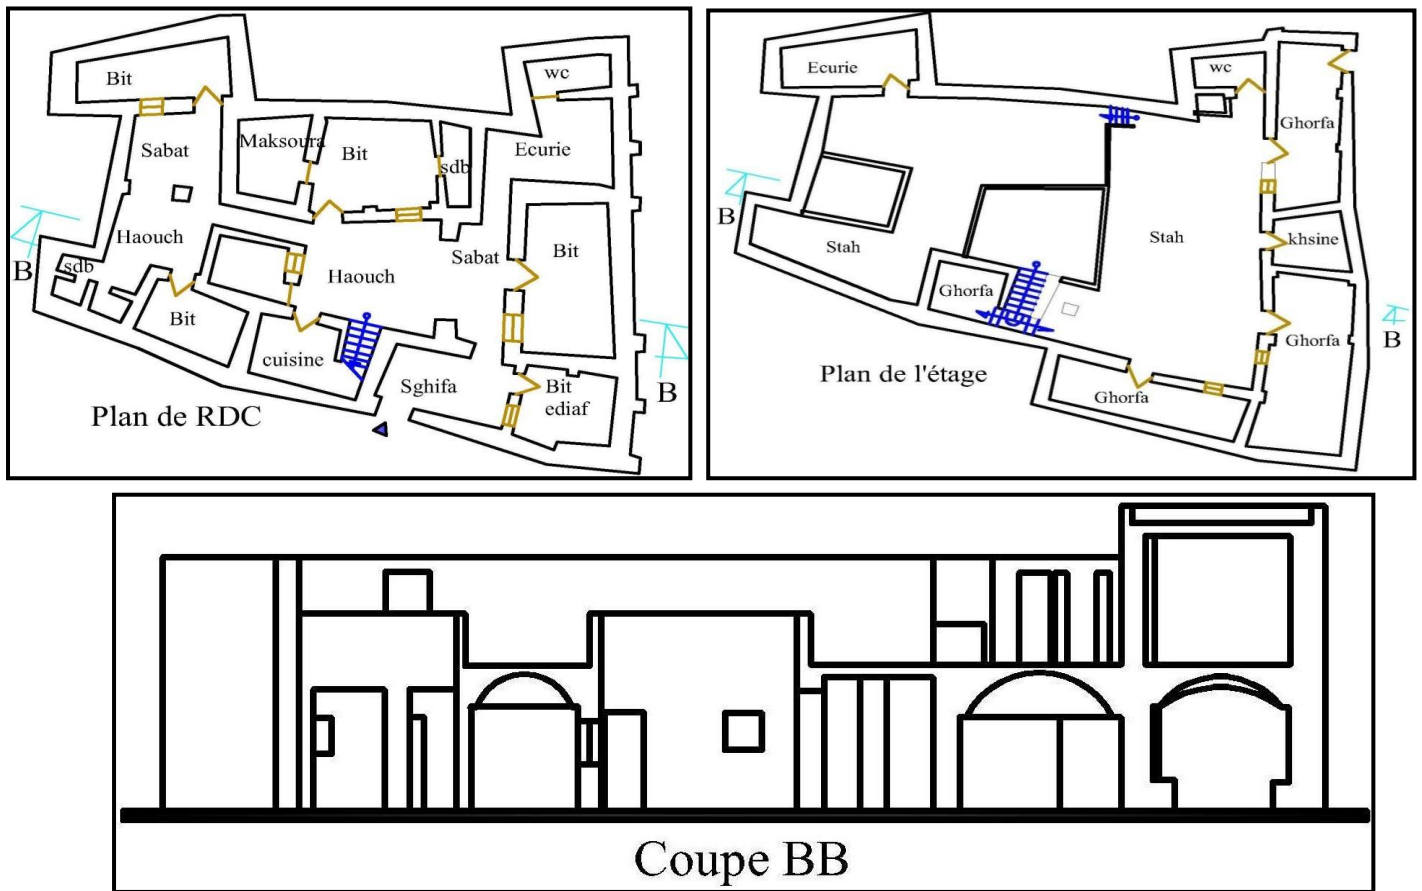 Bit
wc
Maksoura
Bit
Sabat
sdb
Ecurie
Haouch
Sabat
Bit
B
sdb
Haouch
Bit
cuisine
Sghifa
Bit
ediaf
B
Plan de RDC
Ecurie
wc
Ghorfa
B
Stah
Stah
khsine
Ghorfa
Ghorfa
B
Plan de l'étage
Ghorfa
Coupe BB